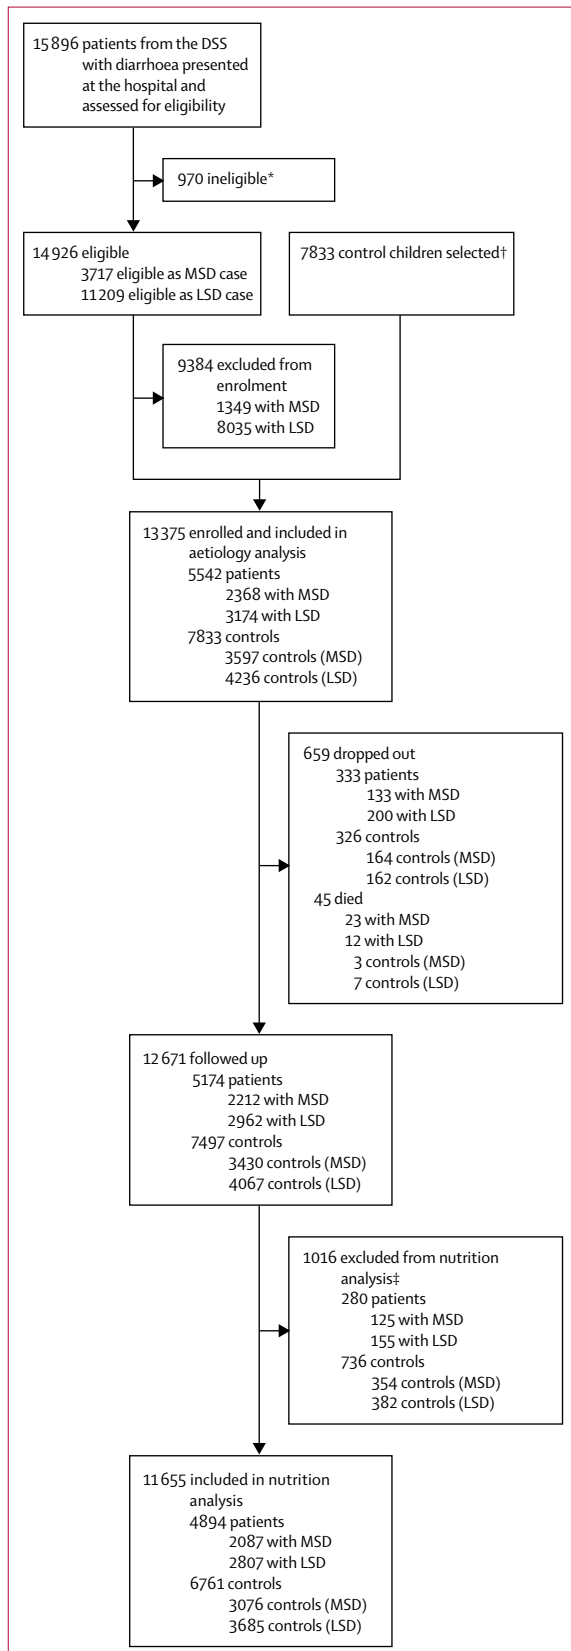 15 896 patients from the DSS
with diarrhoea presented
at the hospital and
assessed for eligibility
970 ineligible*
14 926 eligible
3717 eligible as MSD case
11 209 eligible as LSD case
7833 control children selected†
9384 excluded from
enrolment
1349 with MSD
8035 with LSD
13 375 enrolled and included in
aetiology analysis
5542 patients
2368 with MSD
3174 with LSD
7833 controls
3597 controls (MSD)
4236 controls (LSD)
659 dropped out
333 patients
133 with MSD
200 with LSD
326 controls
164 controls (MSD)
162 controls (LSD)
45 died
23 with MSD
12 with LSD
3 controls (MSD)
7 controls (LSD)
12 671 followed up
5174 patients
2212 with MSD
2962 with LSD
7497 controls
3430 controls (MSD)
4067 controls (LSD)
1016 excluded from nutrition
analysis‡
280 patients
125 with MSD
155 with LSD
736 controls
354 controls (MSD)
382 controls (LSD)
11 655 included in nutrition
analysis
4894 patients
2087 with MSD
2807 with LSD
6761 controls
3076 controls (MSD)
3685 controls (LSD)